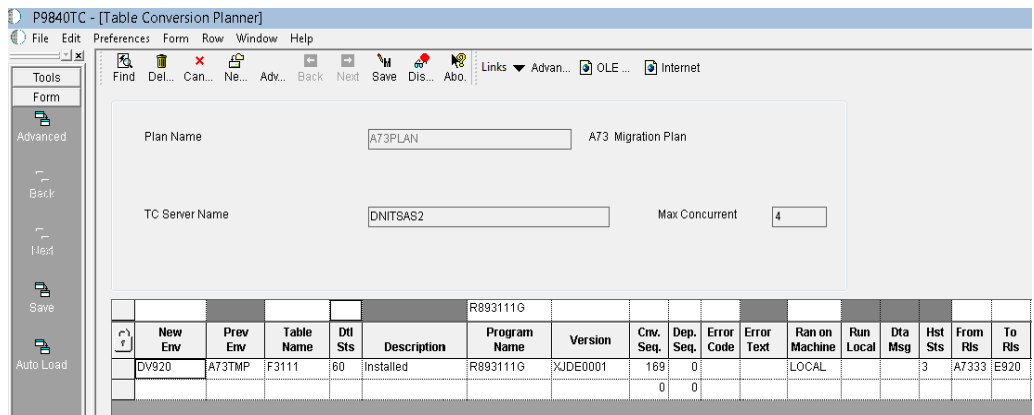 P9840TC - [Table Conversion Planner]
File Edit Preferences Form Row Window Help
Find Del... Can... Ne... Adv... Back Next Save Dis... Abo. Links Advan... OLE ... Internet
Tools
Form
Advanced
Back
Next
Save
Auto Load
Plan Name A73PLAN A73 Migration Plan
TC Server Name DNITSAS2 Max Concurrent 4
R893111G
New Env Prev Env Table Name Dtl Sts Description Program Name Version Cnv. Seq. Dep. Seq. Error Code Error Text Ran on Machine Run Local Dta Msg Hst Sts From Rls To Rls
DV920 A73TMP F3111 60 Installed R893111G XJDE0001 169 0 LOCAL 3 A7333 E920
0 0